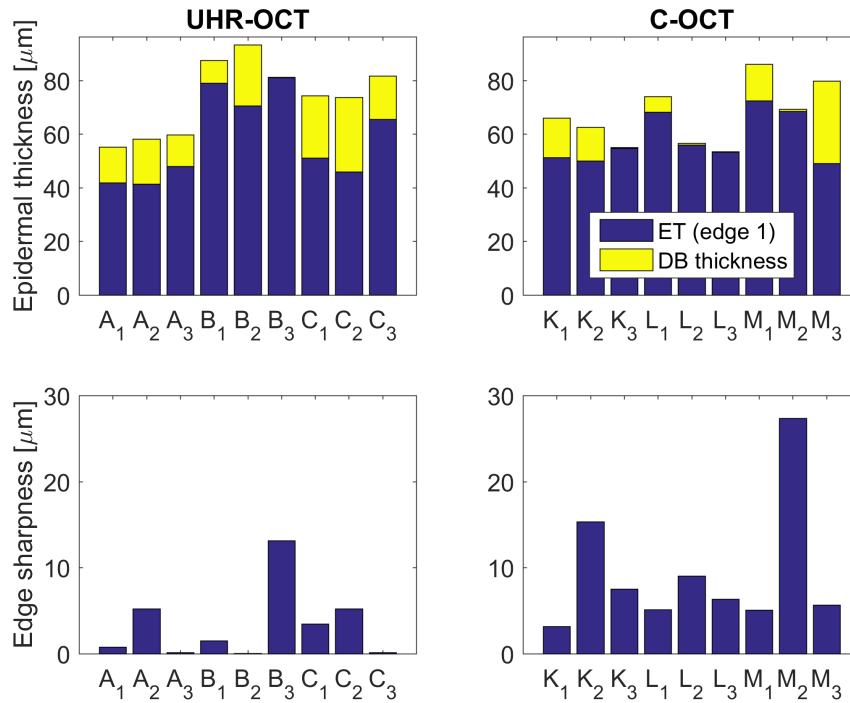 UHR-OCT
C-OCT
Epidermal thickness [μm]
80
60
40
20
0
A1 A2 A3 B1 B2 B3 C1 C2 C3
80
60
40
20
0
ET (edge 1)
DB thickness
K1 K2 K3 L1 L2 L3 M1 M2 M3
Edge sharpness [μm]
30
20
10
0
A1 A2 A3 B1 B2 B3 C1 C2 C3
30
20
10
0
K1 K2 K3 L1 L2 L3 M1 M2 M3